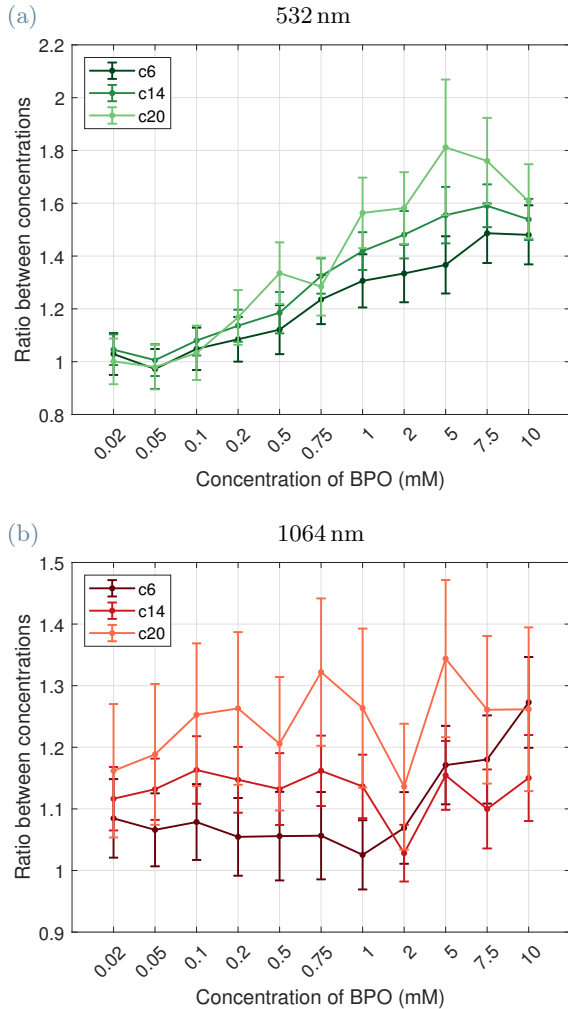 (a)
532 nm
2.2
2
1.8
1.6
1.4
1.2
1
0.8
Ratio between concentrations
c6
c14
c20
0.02 0.05 0.1 0.2 0.5 0.75 1 2 5 7.5 10
Concentration of BPO (mM)
(b)
1064 nm
1.5
1.4
1.3
1.2
1.1
1
0.9
Ratio between concentrations
c6
c14
c20
0.02 0.05 0.1 0.2 0.5 0.75 1 2 5 7.5 10
Concentration of BPO (mM)